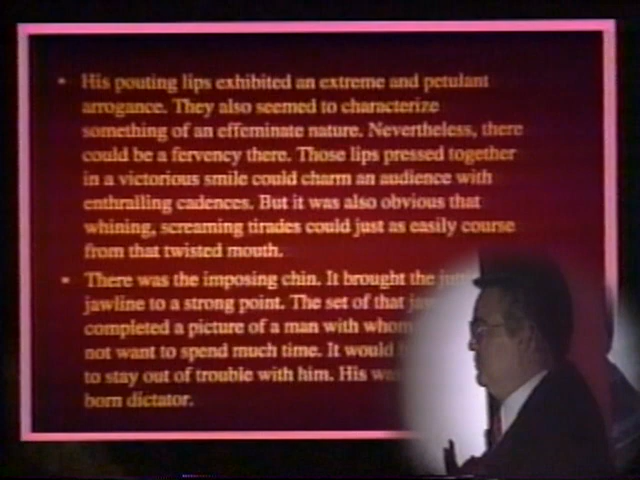 • His pouting lips exhibited an extreme and petulant
arrogance. They also seemed to characterize
something of an effeminate nature. Nevertheless, there
could be a fervency there. Those lips pressed together
in a victorious smile could charm an audience with
enthralling cadences. But it was also obvious that
whining, screaming tirades could just as easily course
from that twisted mouth.
• There was the imposing chin. It brought the
jawline to a strong point. The set of that
completed a picture of a man with whom
not want to spend much time. It would
to stay out of trouble with him. His
born dictator.